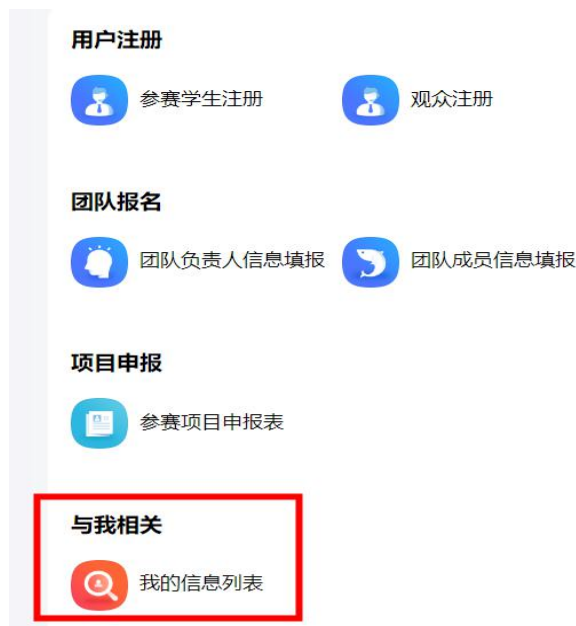 用户注册
参赛学生注册 观众注册
团队报名
团队负责人信息填报 团队成员信息填报
项目申报
参赛项目申报表
与我相关
我的信息列表